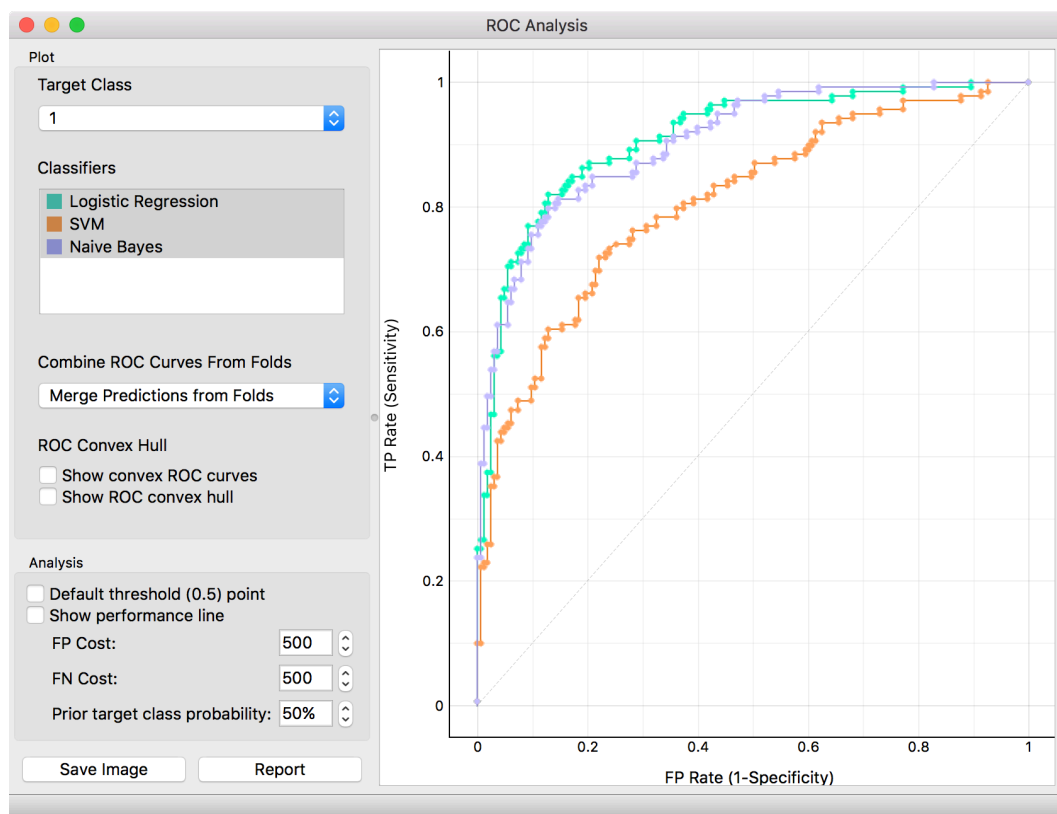 ROC Analysis
Plot
Target Class
1
Classifiers
Logistic Regression
SVM
Naive Bayes
Combine ROC Curves From Folds
Merge Predictions from Folds
ROC Convex Hull
Show convex ROC curves
Show ROC convex hull
Analysis
Default threshold (0.5) point
Show performance line
FP Cost: 500
FN Cost: 500
Prior target class probability: 50%
Save Image Report
TP Rate (Sensitivity)
1
0.8
0.6
0.4
0.2
0
0 0.2 0.4 0.6 0.8 1
FP Rate (1-Specificity)